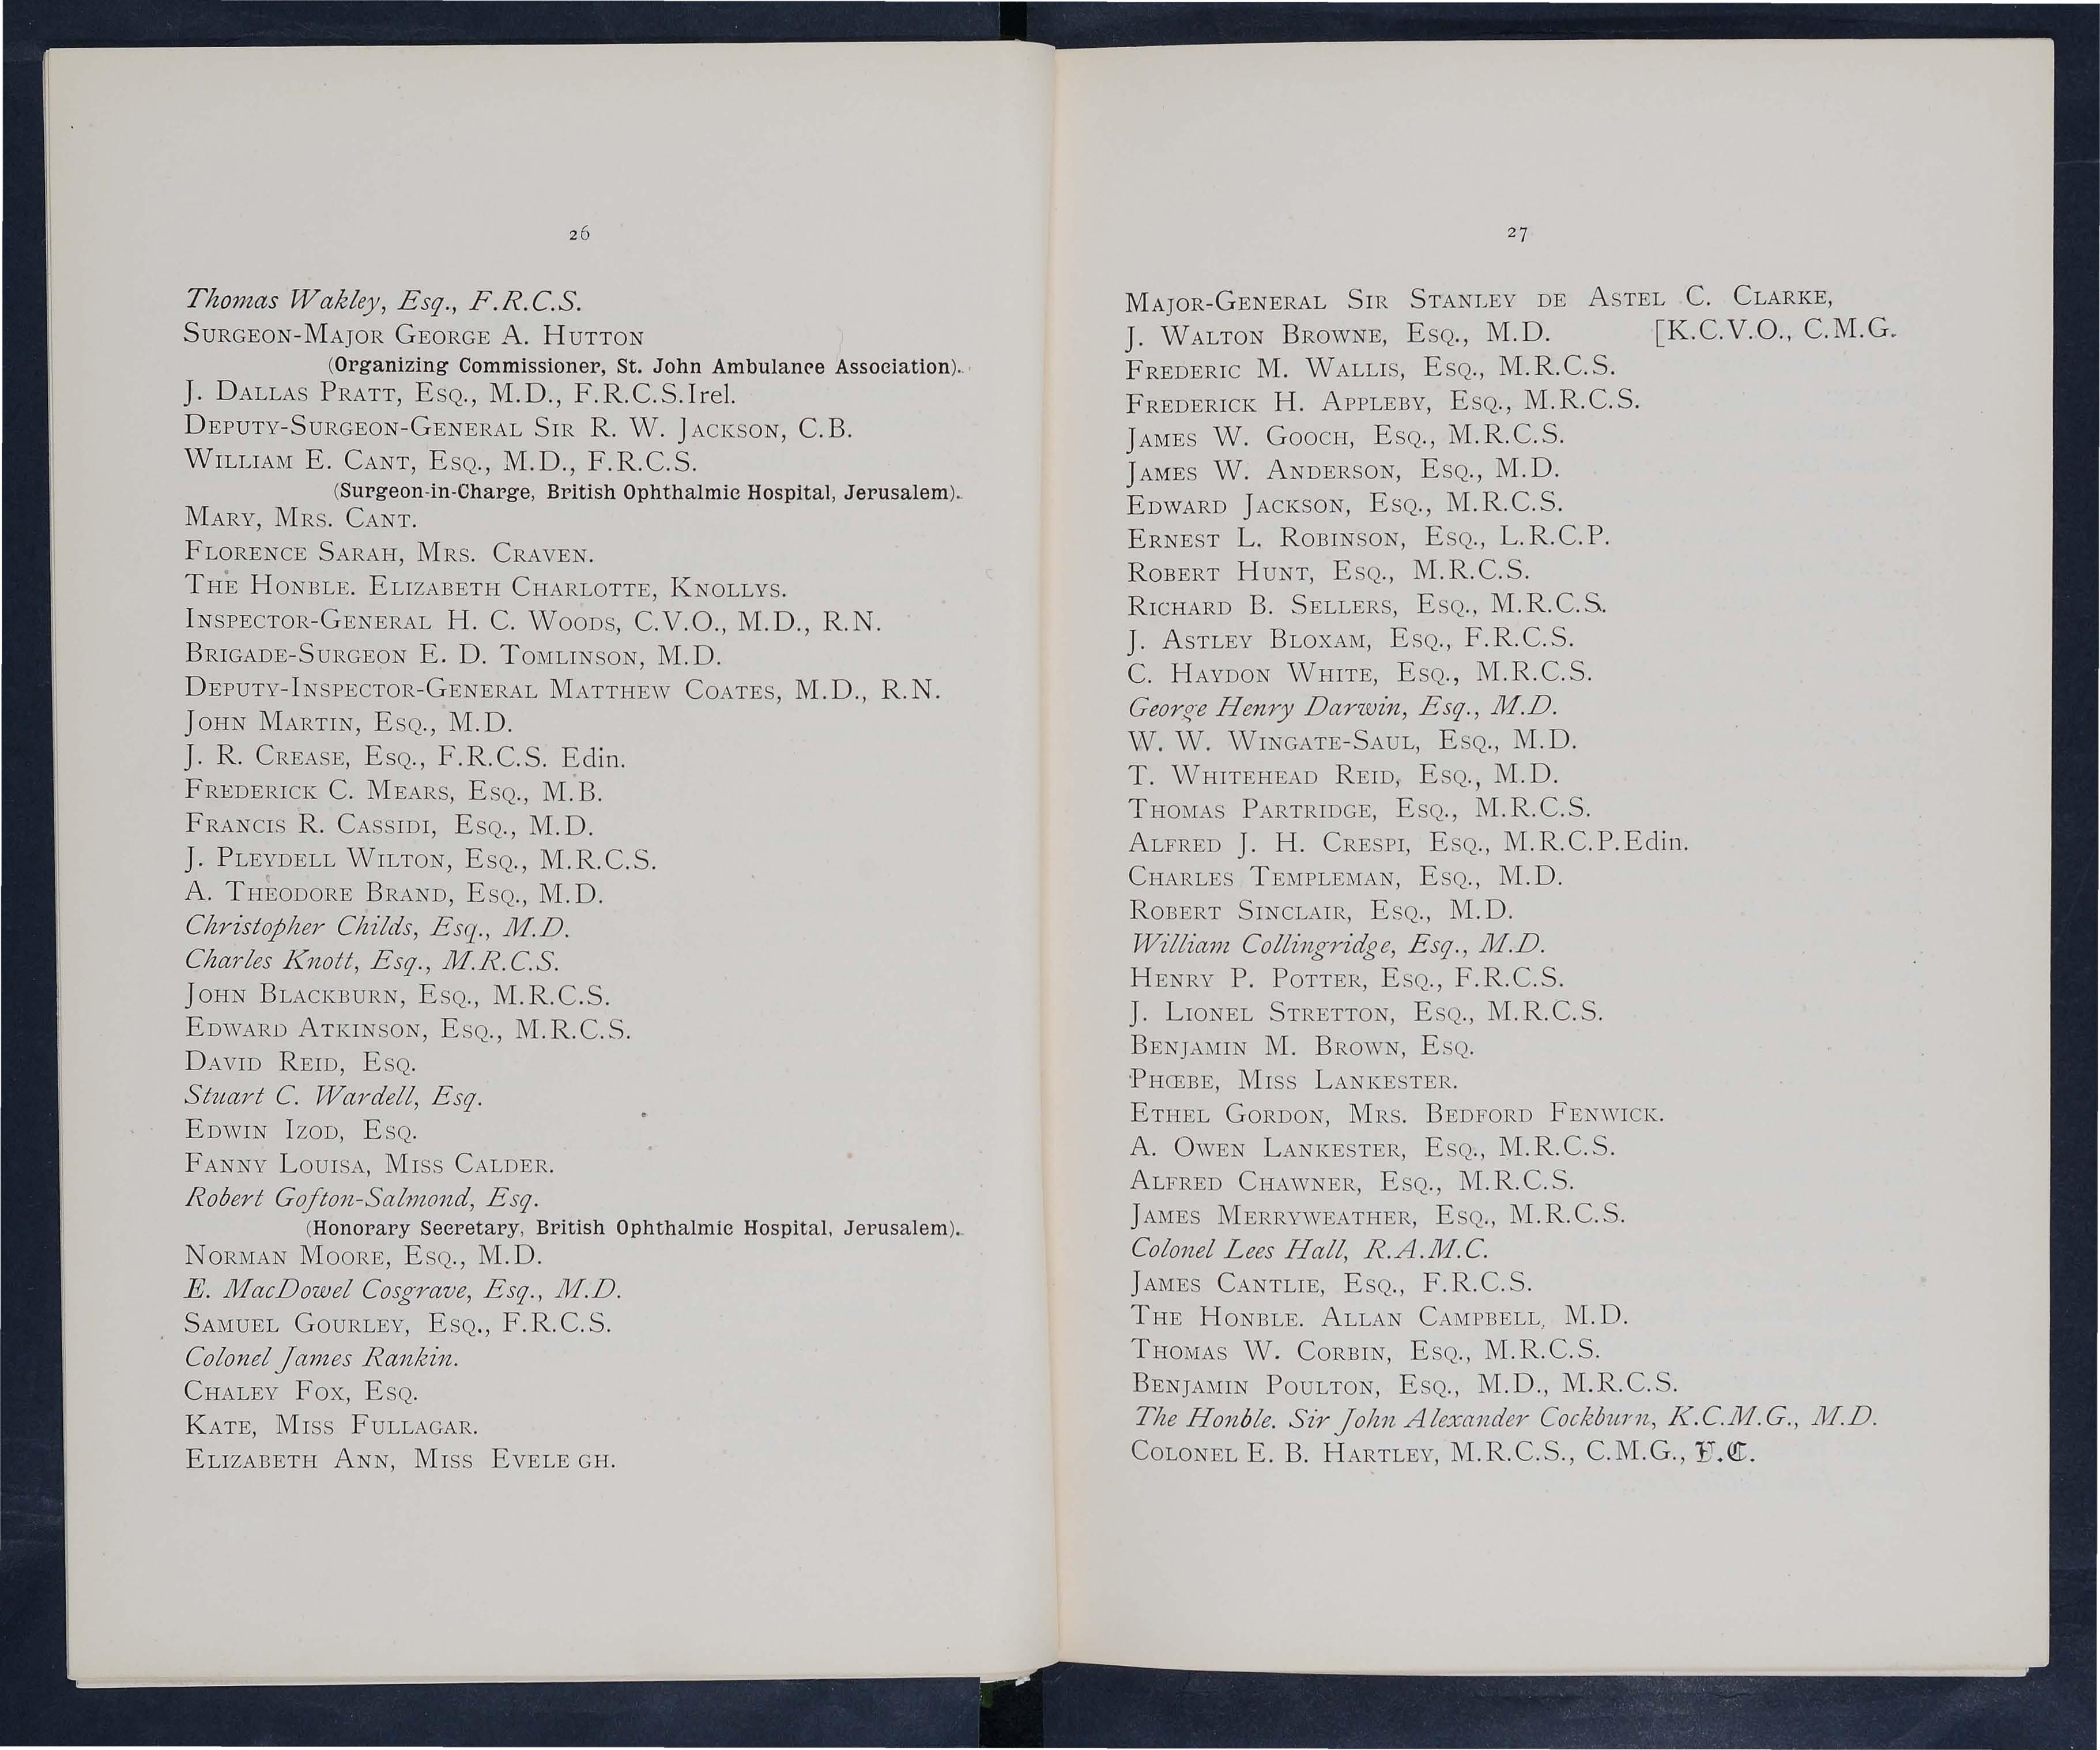 26
Thomas Wakley, Esq., F.R.C.S.
SURGEON-MAJOR GEORGE A. HUTTON
(Organizing Commissioner, St. John Ambulance Association).
J. DALLAS PRATT, ESQ., M.D., F.R.C.S.Irel.
DEPUTY-SURGEON-GENERAL SIR R. W. JACKSON, C.B.
WILLIAM E. CANT, ESQ., M.D., F.R.C.S.
(Surgeon-in-Charge, British Ophthalmic Hospital, Jerusalem).
MARY, MRS. CANT.
FLORENCE SARAH, MRS. CRAVEN.
THE HONBLE. ELIZABETH CHARLOTTE, KNOLLYS.
INSPECTOR-GENERAL H. C. WOODS, C.V.O., M.D., R.N.
BRIGADE-SURGEON E. D. TOMLINSON, M.D.
DEPUTY-INSPECTOR-GENERAL MATTHEW COATES, M.D., R.N.
JOHN MARTIN, ESQ., M.D.
J. R. CREASE, ESQ., F.R.C.S. Edin.
FREDERICK C. MEARS, ESQ., M.B.
FRANCIS R. CASSIDI, ESQ., M.D.
J. PLEYDELL WILTON, ESQ., M.R.C.S.
A. THEODORE BRAND, ESQ., M.D.
Christopher Childs, Esq., M.D.
Charles Knott, Esq., M.R.C.S.
JOHN BLACKBURN, ESQ., M.R.C.S.
EDWARD ATKINSON, ESQ., M.R.C.S.
DAVID REID, ESQ.
Stuart C. Wardell, Esq.
EDWIN IZOD, ESQ.
FANNY LOUISA, MISS CALDER.
Robert Gofton-Salmond, Esq.
(Honorary Secretary, British Ophthalmic Hospital, Jerusalem).
NORMAN MOORE, ESQ., M.D.
E. MacDowel Cosgrave, Esq., M.D.
SAMUEL GOURLEY, ESQ., F.R.C.S.
Colonel James Rankin.
CHALEY FOX, ESQ.
KATE, MISS FULLAGAR.
ELIZABETH ANN, MISS EVELE GH.
27
MAJOR-GENERAL SIR STANLEY DE ASTEL C. CLARKE,
J. WALTON BROWNE, ESQ., M.D. [K.C.V.O., C.M.G.
FREDERIC M. WALLIS, ESQ., M.R.C.S.
FREDERICK H. APPLEBY, ESQ., M.R.C.S.
JAMES W. GOOCH, ESQ., M.R.C.S.
JAMES W. ANDERSON, ESQ., M.D.
EDWARD JACKSON, ESQ., M.R.C.S.
ERNEST L. ROBINSON, ESQ., L.R.C.P.
ROBERT HUNT, ESQ., M.R.C.S.
RICHARD B. SELLERS, ESQ., M.R.C.S.
J. ASTLEY BLOXAM, ESQ., F.R.C.S.
C. HAYDON WHITE, ESQ., M.R.C.S.
George Henry Darwin, Esq., M.D.
W. W. WINGATE-SAUL, ESQ., M.D.
T. WHITEHEAD REID, ESQ., M.D.
THOMAS PARTRIDGE, ESQ., M.R.C.S.
ALFRED J. H. CRESPI, ESQ., M.R.C.P.Edin.
CHARLES TEMPLEMAN, ESQ., M.D.
ROBERT SINCLAIR, ESQ., M.D.
William Collingridge, Esq., M.D.
HENRY P. POTTER, ESQ., F.R.C.S.
J. LIONEL STRETTON, ESQ., M.R.C.S.
BENJAMIN M. BROWN, ESQ.
PHŒBE, MISS LANKESTER.
ETHEL GORDON, MRS. BEDFORD FENWICK.
A. OWEN LANKESTER, ESQ., M.R.C.S.
ALFRED CHAWNER, ESQ., M.R.C.S.
JAMES MERRYWEATHER, ESQ., M.R.C.S.
Colonel Lees Hall, R.A.M.C.
JAMES CANTLIE, ESQ., F.R.C.S.
THE HONBLE. ALLAN CAMPBELL, M.D.
THOMAS W. CORBIN, ESQ., M.R.C.S.
BENJAMIN POULTON, ESQ., M.D., M.R.C.S.
The Honble. Sir John Alexander Cockburn, K.C.M.G., M.D.
COLONEL E. B. HARTLEY, M.R.C.S., C.M.G., V.C.